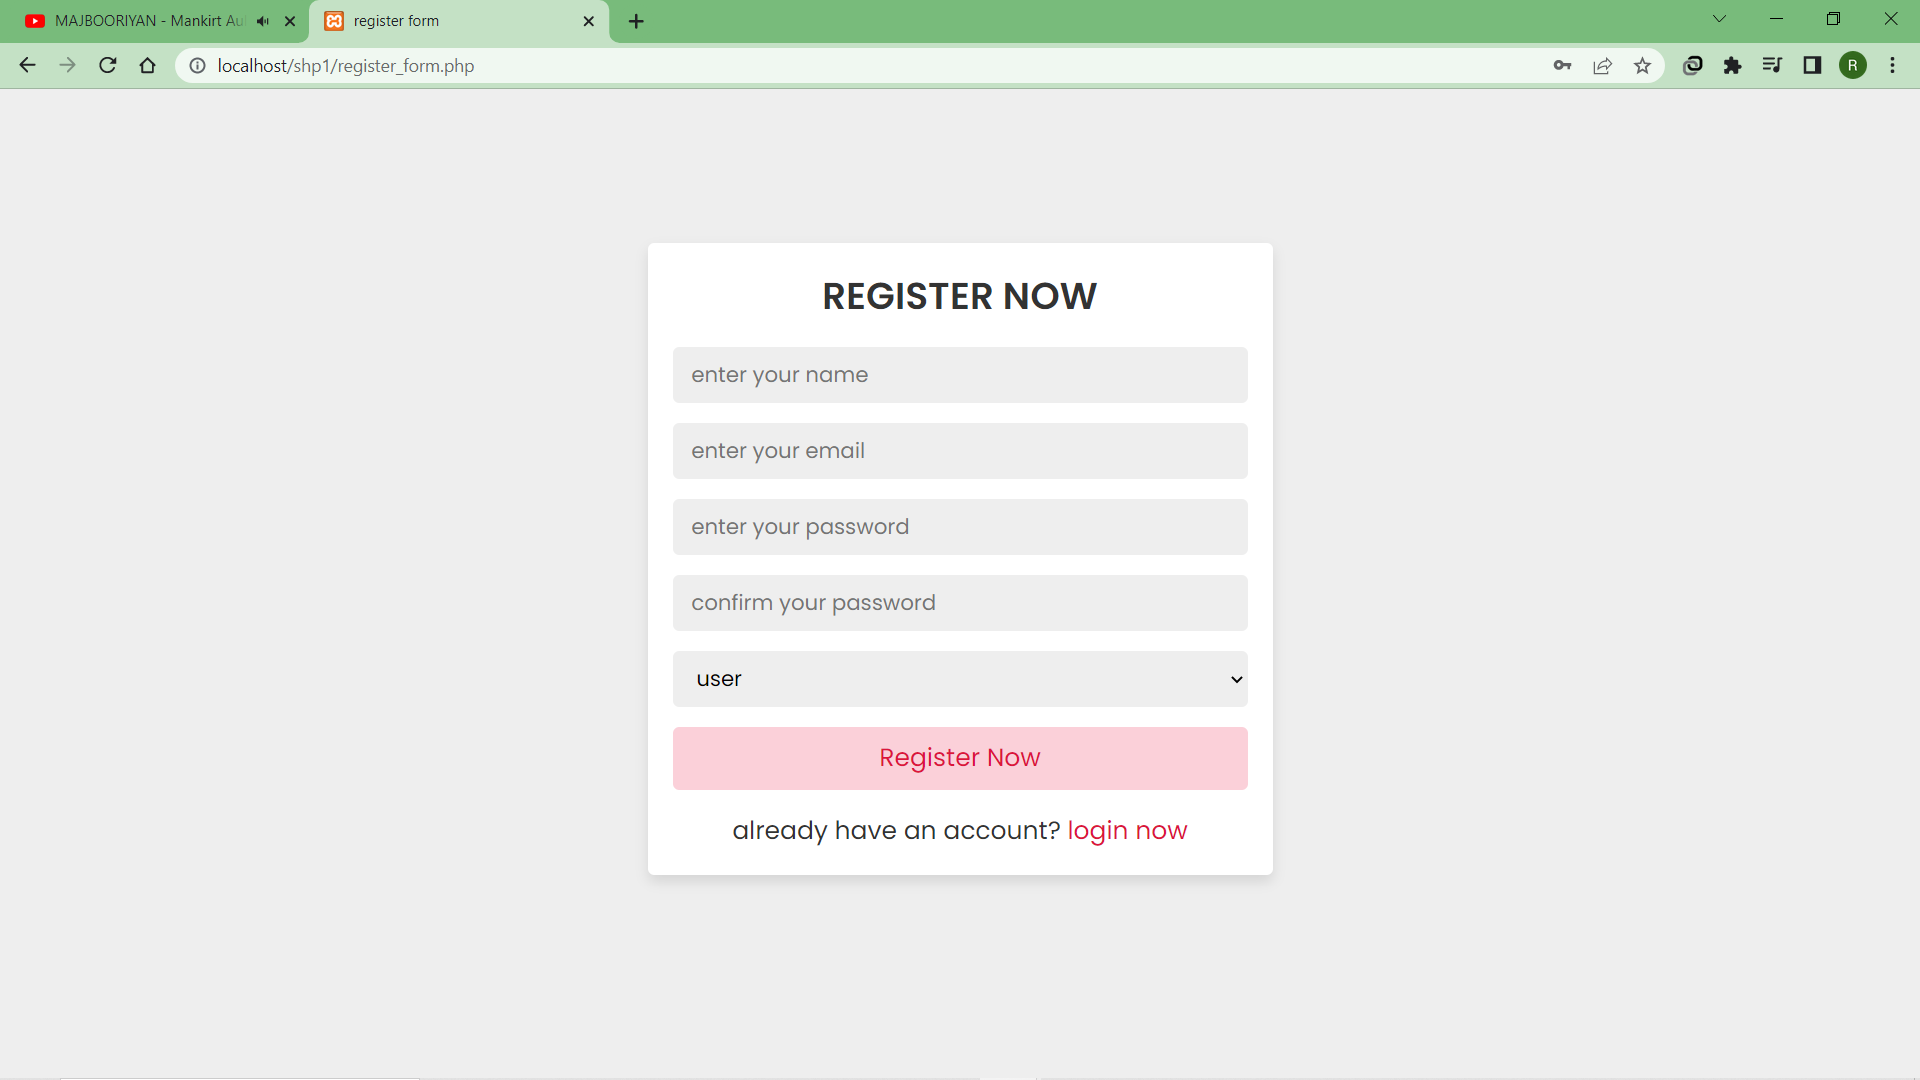 MAJBOORIYAN - Mankirt Au
register form
localhost/shp1/register_form.php
R
REGISTER NOW
enter your name
enter your email
enter your password
confirm your password
user
Register Now
already have an account? login now